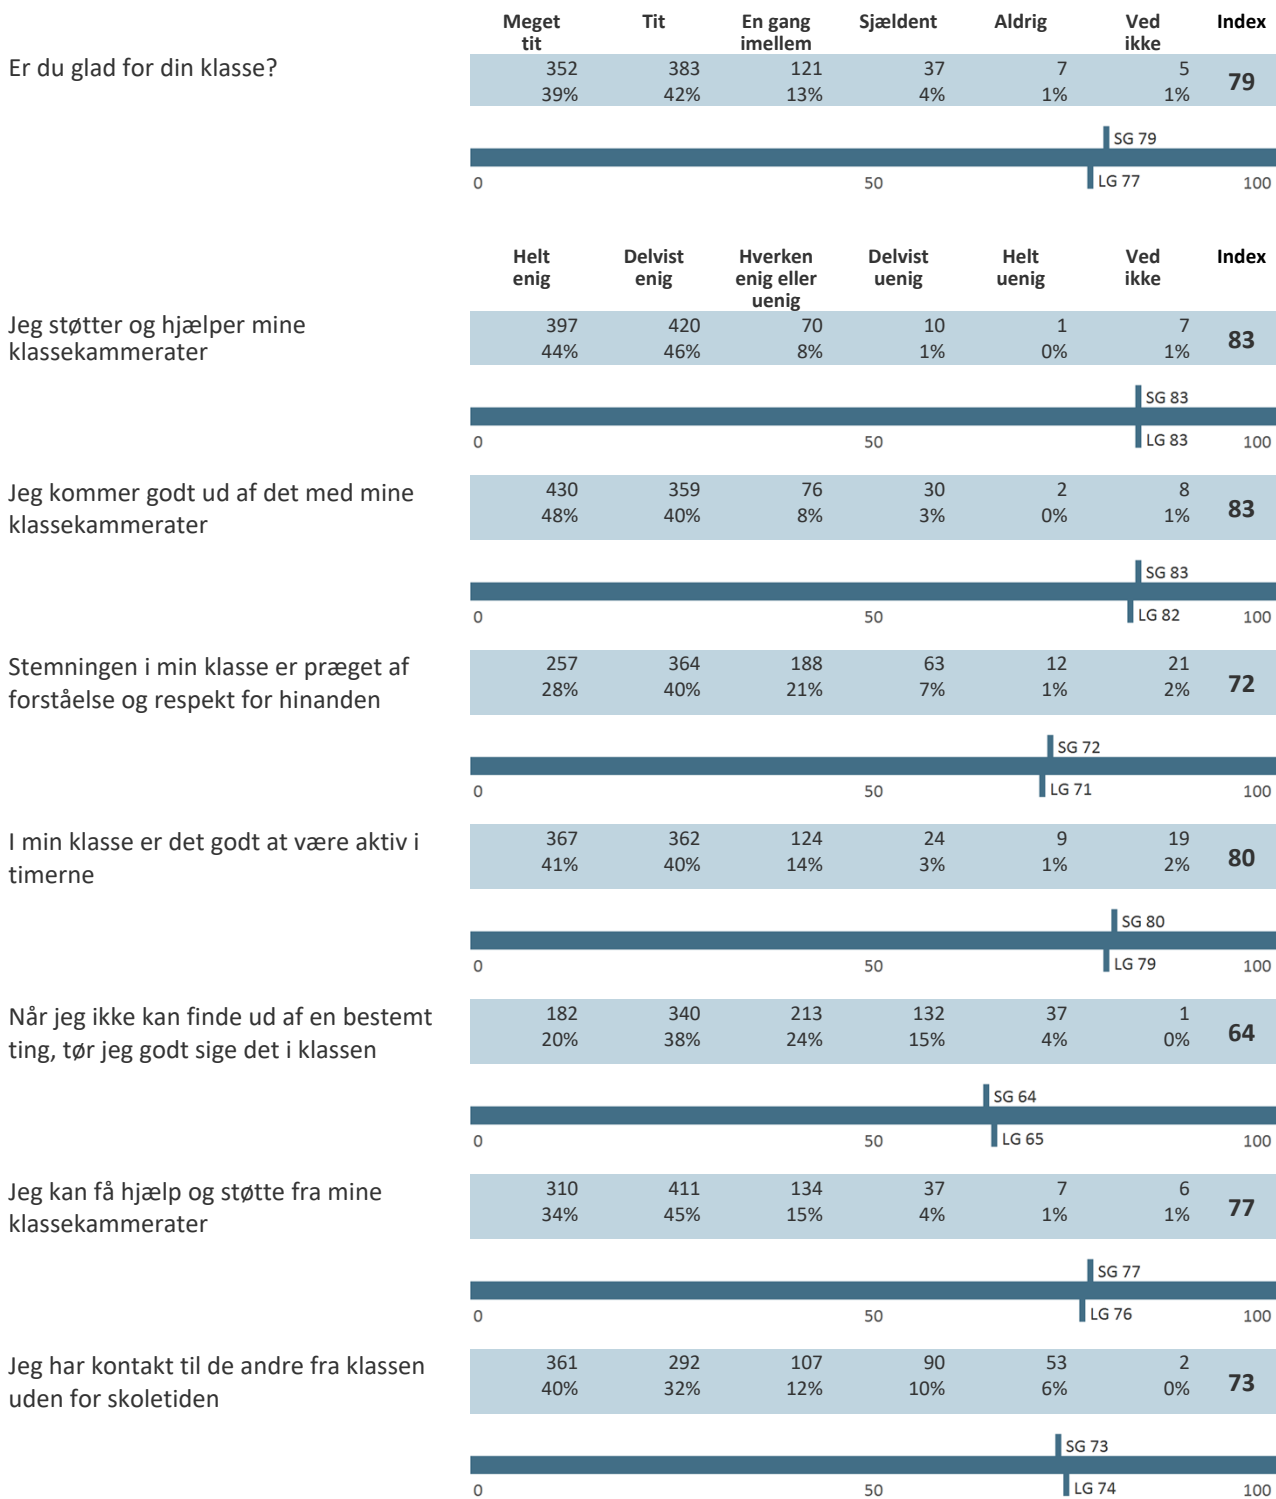 Meget tit Tit En gang imellem Sjældent Aldrig Ved ikke Index
Er du glad for din klasse?
352 383 121 37 7 5 79
39% 42% 13% 4% 1% 1%
SG 79
0 50 LG 77 100
Helt enig Delvist enig Hverken enig eller uenig Delvist uenig Helt uenig Ved ikke Index
Jeg støtter og hjælper mine
klassekammerater
397 420 70 10 1 7 83
44% 46% 8% 1% 0% 1%
SG 83
0 50 LG 83 100
Jeg kommer godt ud af det med mine
klassekammerater
430 359 76 30 2 8 83
48% 40% 8% 3% 0% 1%
SG 83
0 50 LG 82 100
Stemningen i min klasse er præget af
forståelse og respekt for hinanden
257 364 188 63 12 21 72
28% 40% 21% 7% 1% 2%
SG 72
0 50 LG 71 100
I min klasse er det godt at være aktiv i
timerne
367 362 124 24 9 19 80
41% 40% 14% 3% 1% 2%
SG 80
0 50 LG 79 100
Når jeg ikke kan finde ud af en bestemt
ting, tør jeg godt sige det i klassen
182 340 213 132 37 1 64
20% 38% 24% 15% 4% 0%
SG 64
0 50 LG 65 100
Jeg kan få hjælp og støtte fra mine
klassekammerater
310 411 134 37 7 6 77
34% 45% 15% 4% 1% 1%
SG 77
0 50 LG 76 100
Jeg har kontakt til de andre fra klassen
uden for skoletiden
361 292 107 90 53 2 73
40% 32% 12% 10% 6% 0%
SG 73
0 50 LG 74 100